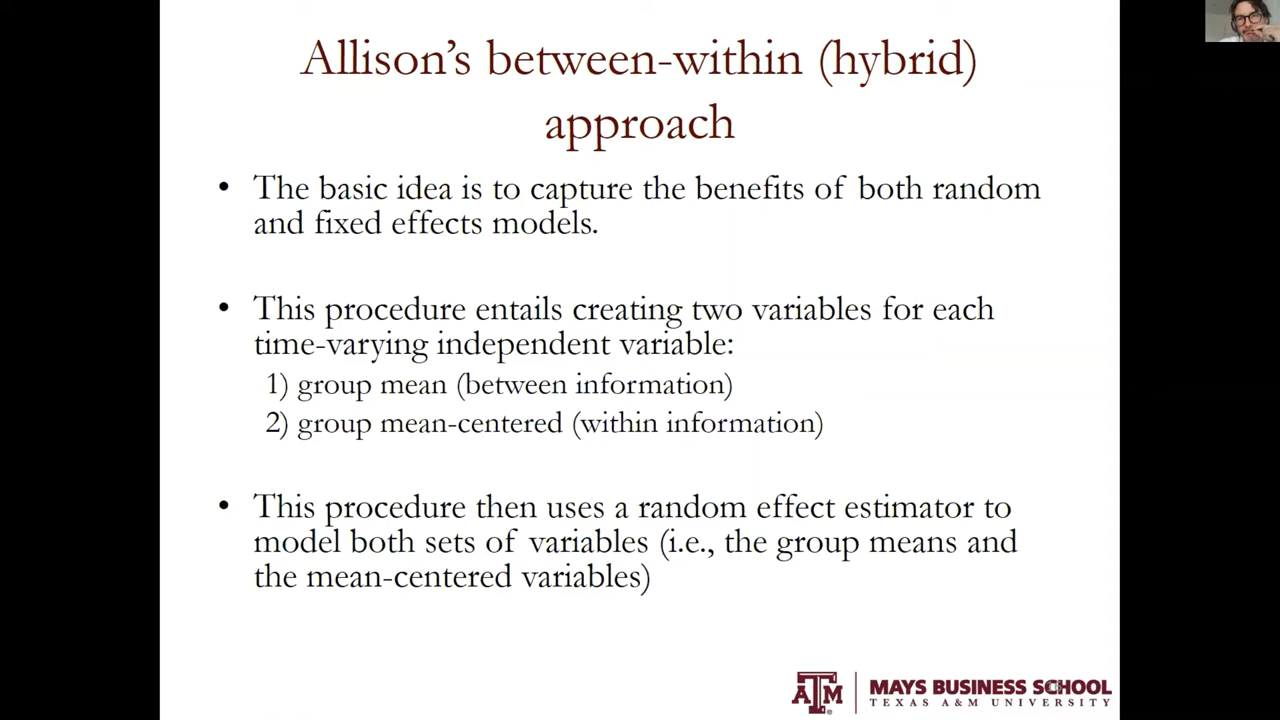 Allison’s between-within (hybrid)
approach
• The basic idea is to capture the benefits of both random
and fixed effects models.
• This procedure entails creating two variables for each
time-varying independent variable:
1) group mean (between information)
2) group mean-centered (within information)
• This procedure then uses a random effect estimator to
model both sets of variables (i.e., the group means and
the mean-centered variables)
ATM
MAYS BUSINESS SCHOOL
TEXAS A&M UNIVERSITY